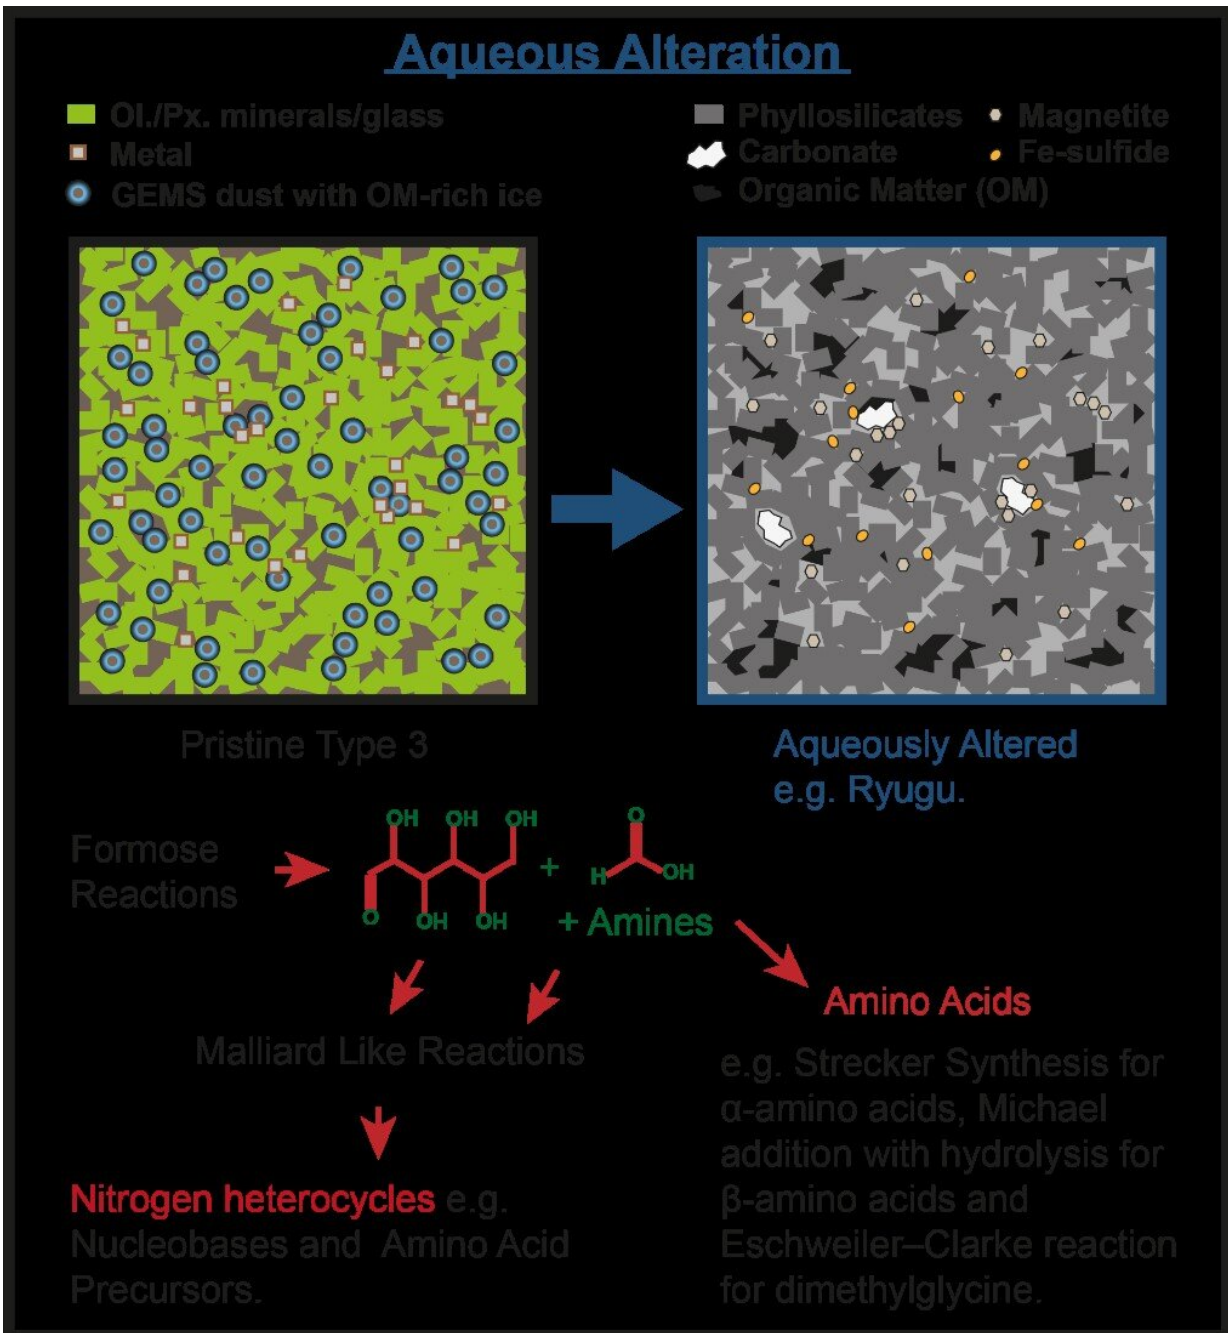 Aqueous Alteration
Ol./Px. minerals/glass
Metal
GEMS dust with OM-rich ice
Phyllosilicates
Magnetite
Carbonate
Fe-sulfide
Organic Matter (OM)
Pristine Type 3
Aqueously Altered
e.g. Ryugu.
Formose
Reactions
OH OH OH
O OH OH
+
O
H OH
+ Amines
Malliard Like Reactions
Nitrogen heterocycles e.g.
Nucleobases and Amino Acid
Precursors.
Amino Acids
e.g. Strecker Synthesis for
α-amino acids, Michael
addition with hydrolysis for
β-amino acids and
Eschweiler–Clarke reaction
for dimethylglycine.